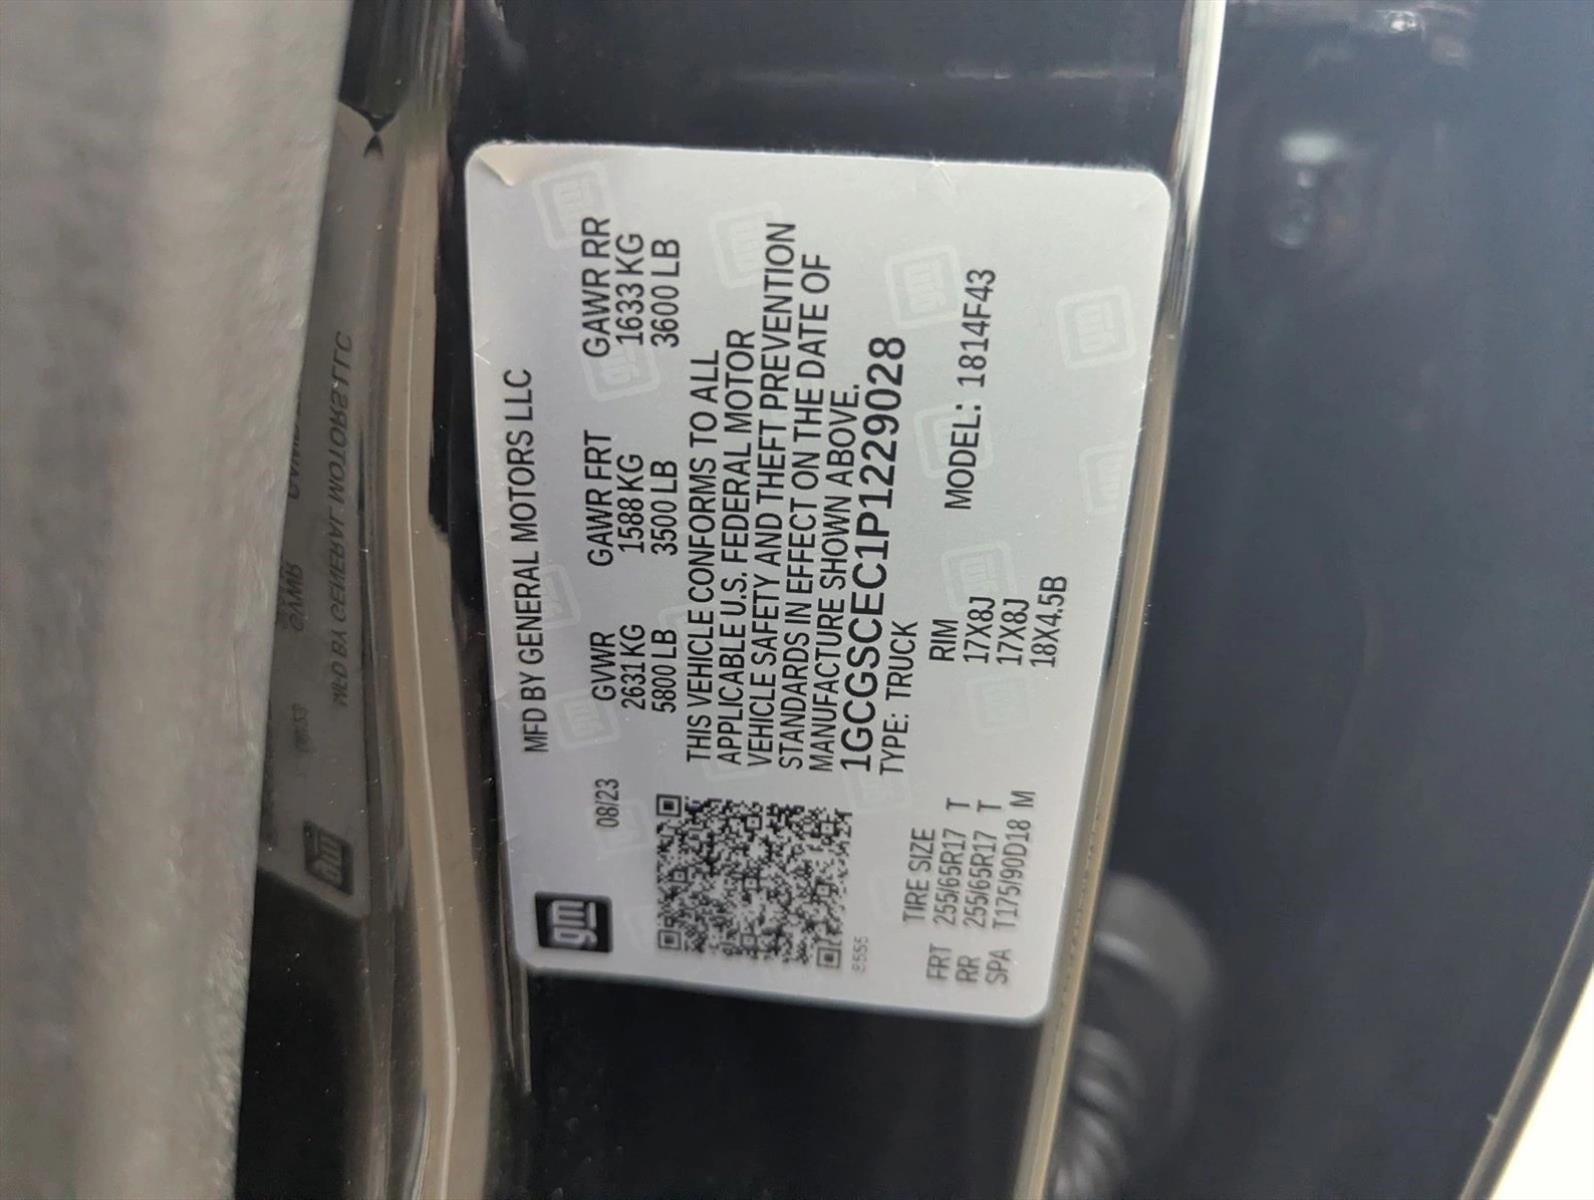 gm
MFD BY GENERAL MOTORS LLC
08/23
GVWR GAWR FRT GAWR RR
2631 KG 1588 KG 1633 KG
5800 LB 3500 LB 3600 LB
THIS VEHICLE CONFORMS TO ALL
APPLICABLE U.S. FEDERAL MOTOR
VEHICLE SAFETY AND THEFT PREVENTION
STANDARDS IN EFFECT ON THE DATE OF
MANUFACTURE SHOWN ABOVE.
1GCGSCEC1P1229028
TYPE: TRUCK
TIRE SIZE RIM MODEL: 1814F43
FRT 255/65R17 T 17X8J
RR 255/65R17 T 17X8J
SPA T175/90D18 M 18X4.5B